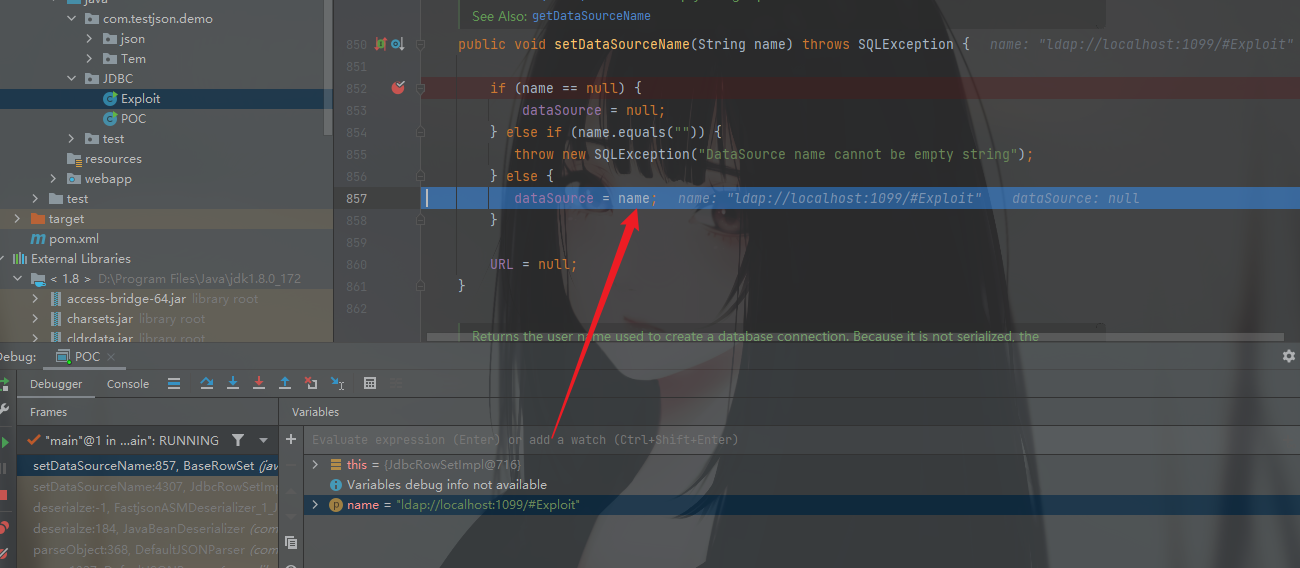 java
com.testjson.demo
json
Tem
JDBC
Exploit
POC
test
resources
webapp
test
target
pom.xml
External Libraries
< 1.8 > D:\Program Files\Java\jdk1.8.0_172
access-bridge-64.jar library root
charsets.jar library root
cldrdata.jar library root
See Also: getDataSourceName
850 public void setDataSourceName(String name) throws SQLException { name: "ldap://localhost:1099/#Exploit"
851
852 if (name == null) {
853 dataSource = null;
854 } else if (name.equals("")) {
855 throw new SQLException("DataSource name cannot be empty string");
856 } else {
857 dataSource = name; name: "ldap://localhost:1099/#Exploit" dataSource: null
858 }
859
860 URL = null;
861 }
862
Returns the user name used to create a database connection. Because it is not serialized, the
Debug: POC
Debugger Console
Frames
"main"@1 in ...ain": RUNNING
setDataSourceName:857, BaseRowSet (jav
setDataSourceName:4307, JdbcRowSetImp
deserialze:-1, FastjsonASMDeserializer_1_J
deserialze:184, JavaBeanDeserializer (com
parseObject:368, DefaultJSONParser (com
Variables
Evaluate expression (Enter) or add a watch (Ctrl+Shift+Enter)
this = {JdbcRowSetImpl@716}
Variables debug info not available
name = "ldap://localhost:1099/#Exploit"